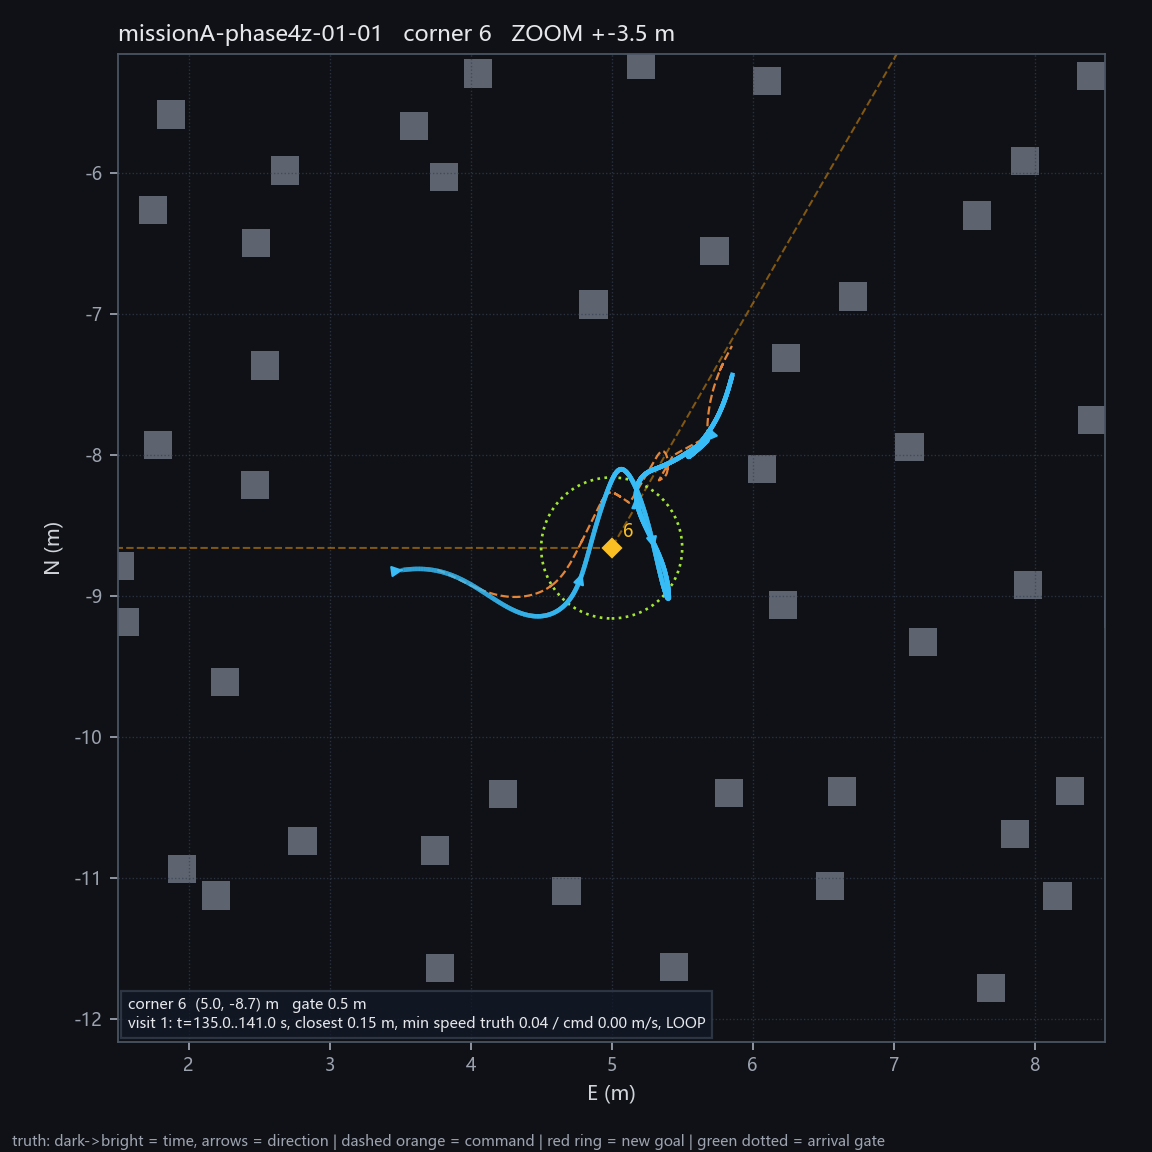 missionA-phase4z-01-01   corner 6   ZOOM +-3.5 m
-6
-7
-8
-9
-10
-11
-12
N (m)
6
corner 6  (5.0, -8.7) m   gate 0.5 m
visit 1: t=135.0..141.0 s, closest 0.15 m, min speed truth 0.04 / cmd 0.00 m/s, LOOP
2 3 4 5 6 7 8
E (m)
truth: dark->bright = time, arrows = direction | dashed orange = command | red ring = new goal | green dotted = arrival gate